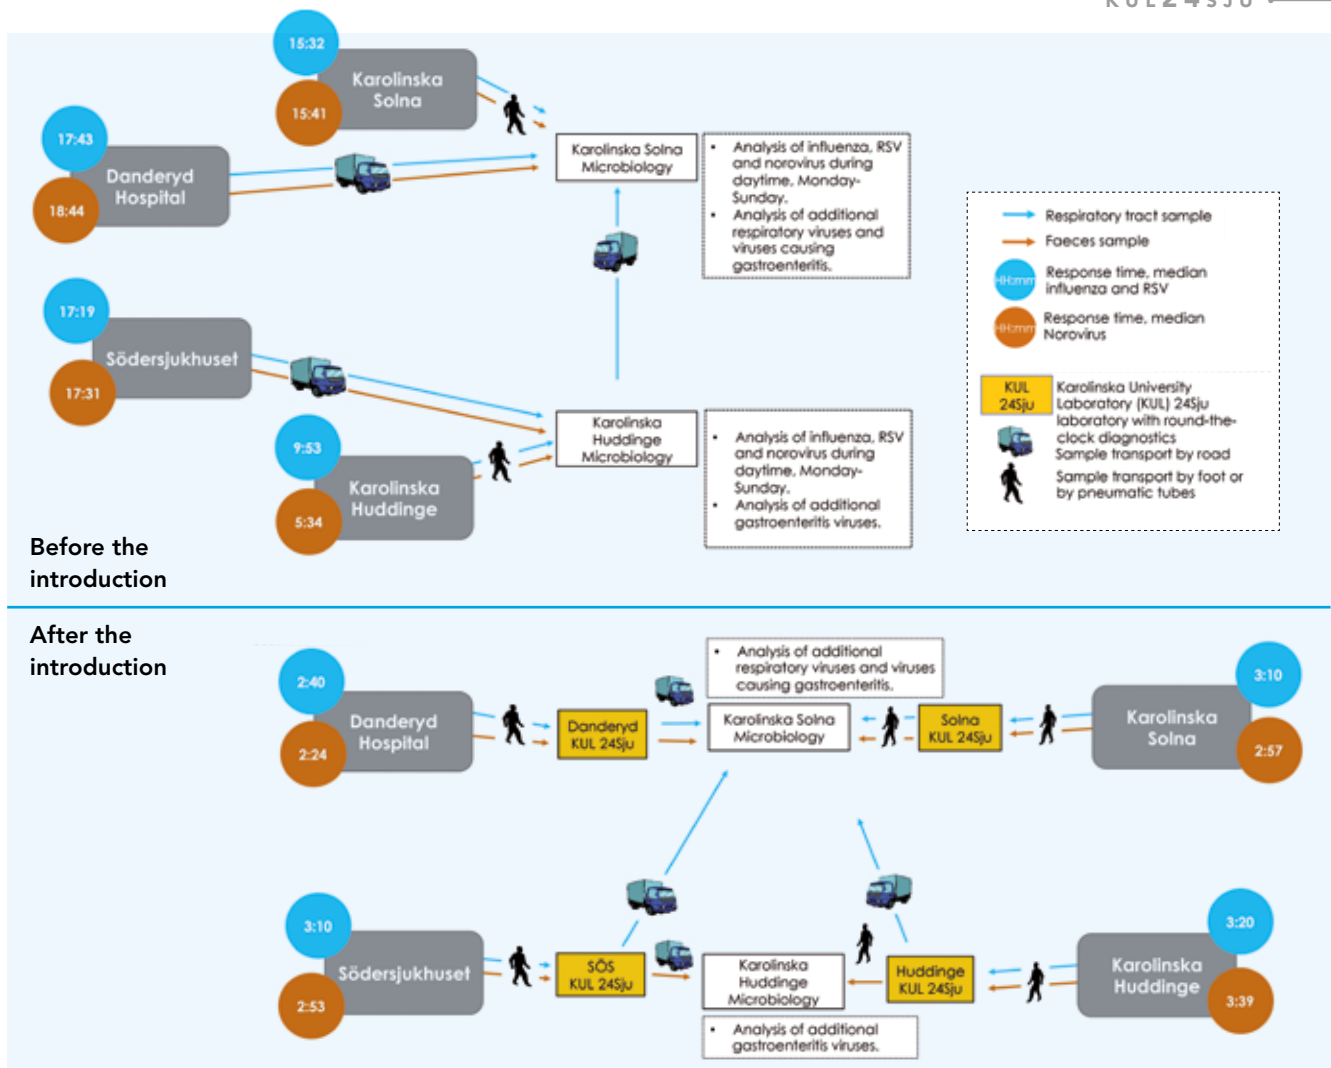 KUL24SJU
15:32
15:41
Karolinska
Solna
17:43
18:44
Danderyd
Hospital
Karolinska Solna
Microbiology
• Analysis of influenza, RSV
and norovirus during
daytime, Monday-
Sunday.
• Analysis of additional
respiratory viruses and
viruses causing
gastroenteritis.
17:19
17:31
Södersjukhuset
9:53
5:34
Karolinska
Huddinge
Karolinska
Huddinge
Microbiology
• Analysis of influenza, RSV
and norovirus during
daytime, Monday-
Sunday.
• Analysis of additional
gastroenteritis viruses.
Respiratory tract sample
Faeces sample
HH:mm
Response time, median
influenza and RSV
HH:mm
Response time, median
Norovirus
KUL
24Sju
Karolinska University
Laboratory (KUL) 24Sju
laboratory with round-the-
clock diagnostics
Sample transport by road
Sample transport by foot or
by pneumatic tubes
Before the
introduction
After the
introduction
2:40
2:24
Danderyd
Hospital
Danderyd
KUL 24Sju
• Analysis of additional
respiratory viruses and viruses
causing gastroenteritis.
Karolinska Solna
Microbiology
Solna
KUL 24Sju
Karolinska
Solna
3:10
2:57
3:10
2:53
Södersjukhuset
SÖS
KUL 24Sju
Karolinska
Huddinge
Microbiology
• Analysis of additional
gastroenteritis viruses.
Huddinge
KUL 24Sju
Karolinska
Huddinge
3:20
3:39